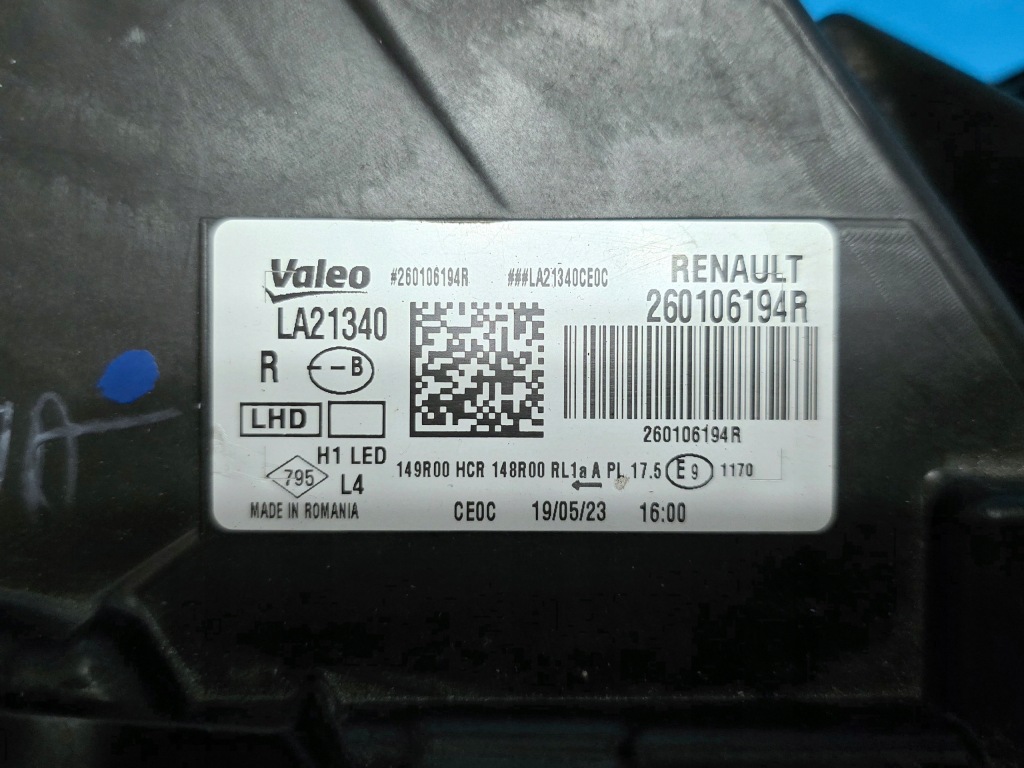 Valeo #260106194R ###LA21340CE0C RENAULT
LA21340 260106194R
R - - B
LHD
260106194R
H1 LED
795 L4
149R00 HCR 148R00 RL1a A PL 17.5 E9 1170
MADE IN ROMANIA CE0C 19/05/23 16:00